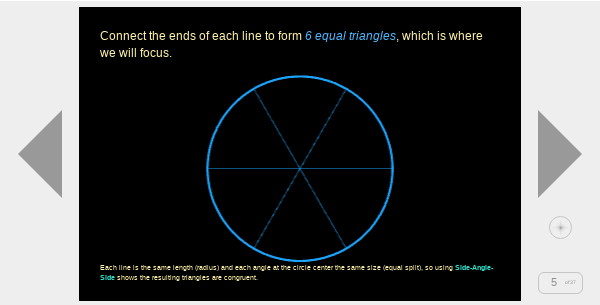 Connect the ends of each line to form 6 equal triangles, which is where
we will focus.
Each line is the same length (radius) and each angle at the circle center the same size (equal split), so using Side-Angle-
Side shows the resulting triangles are congruent.
5